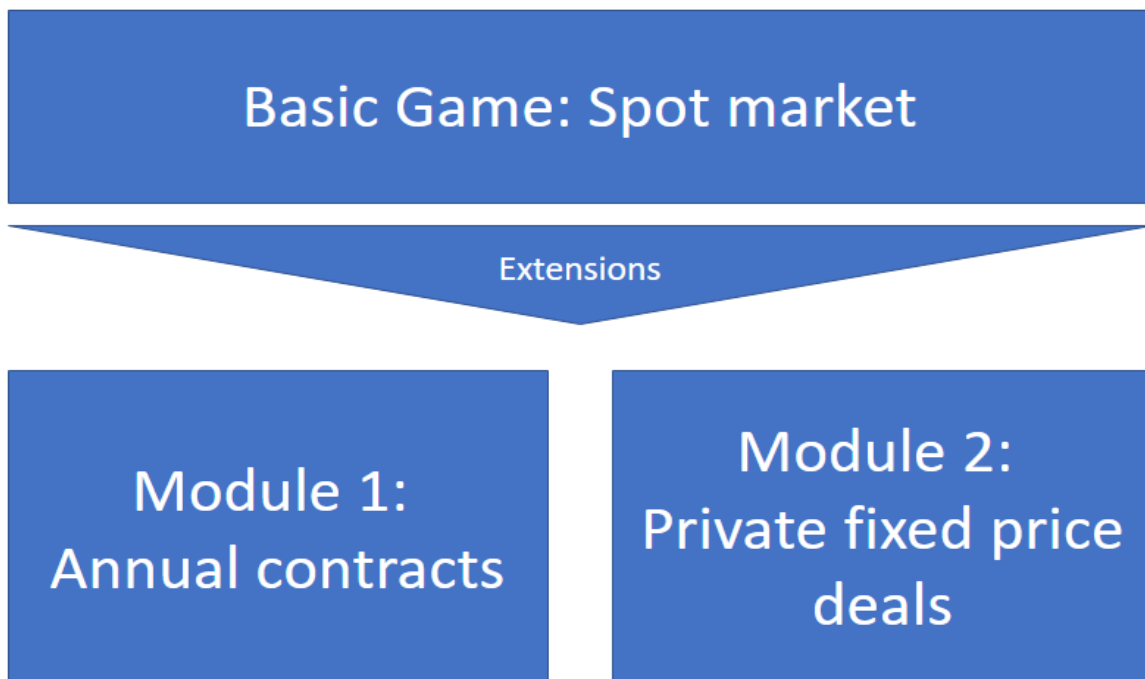 Basic Game: Spot market
Extensions
Module 1:
Annual contracts
Module 2:
Private fixed price
deals